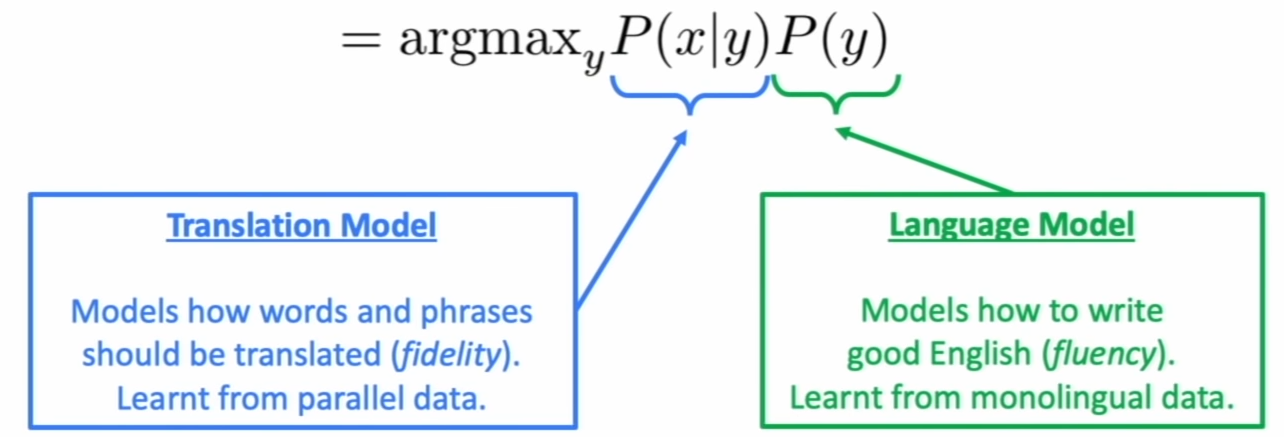 = argmax_y P(x|y)P(y)
Translation Model
Models how words and phrases
should be translated (fidelity).
Learnt from parallel data.
Language Model
Models how to write
good English (fluency).
Learnt from monolingual data.